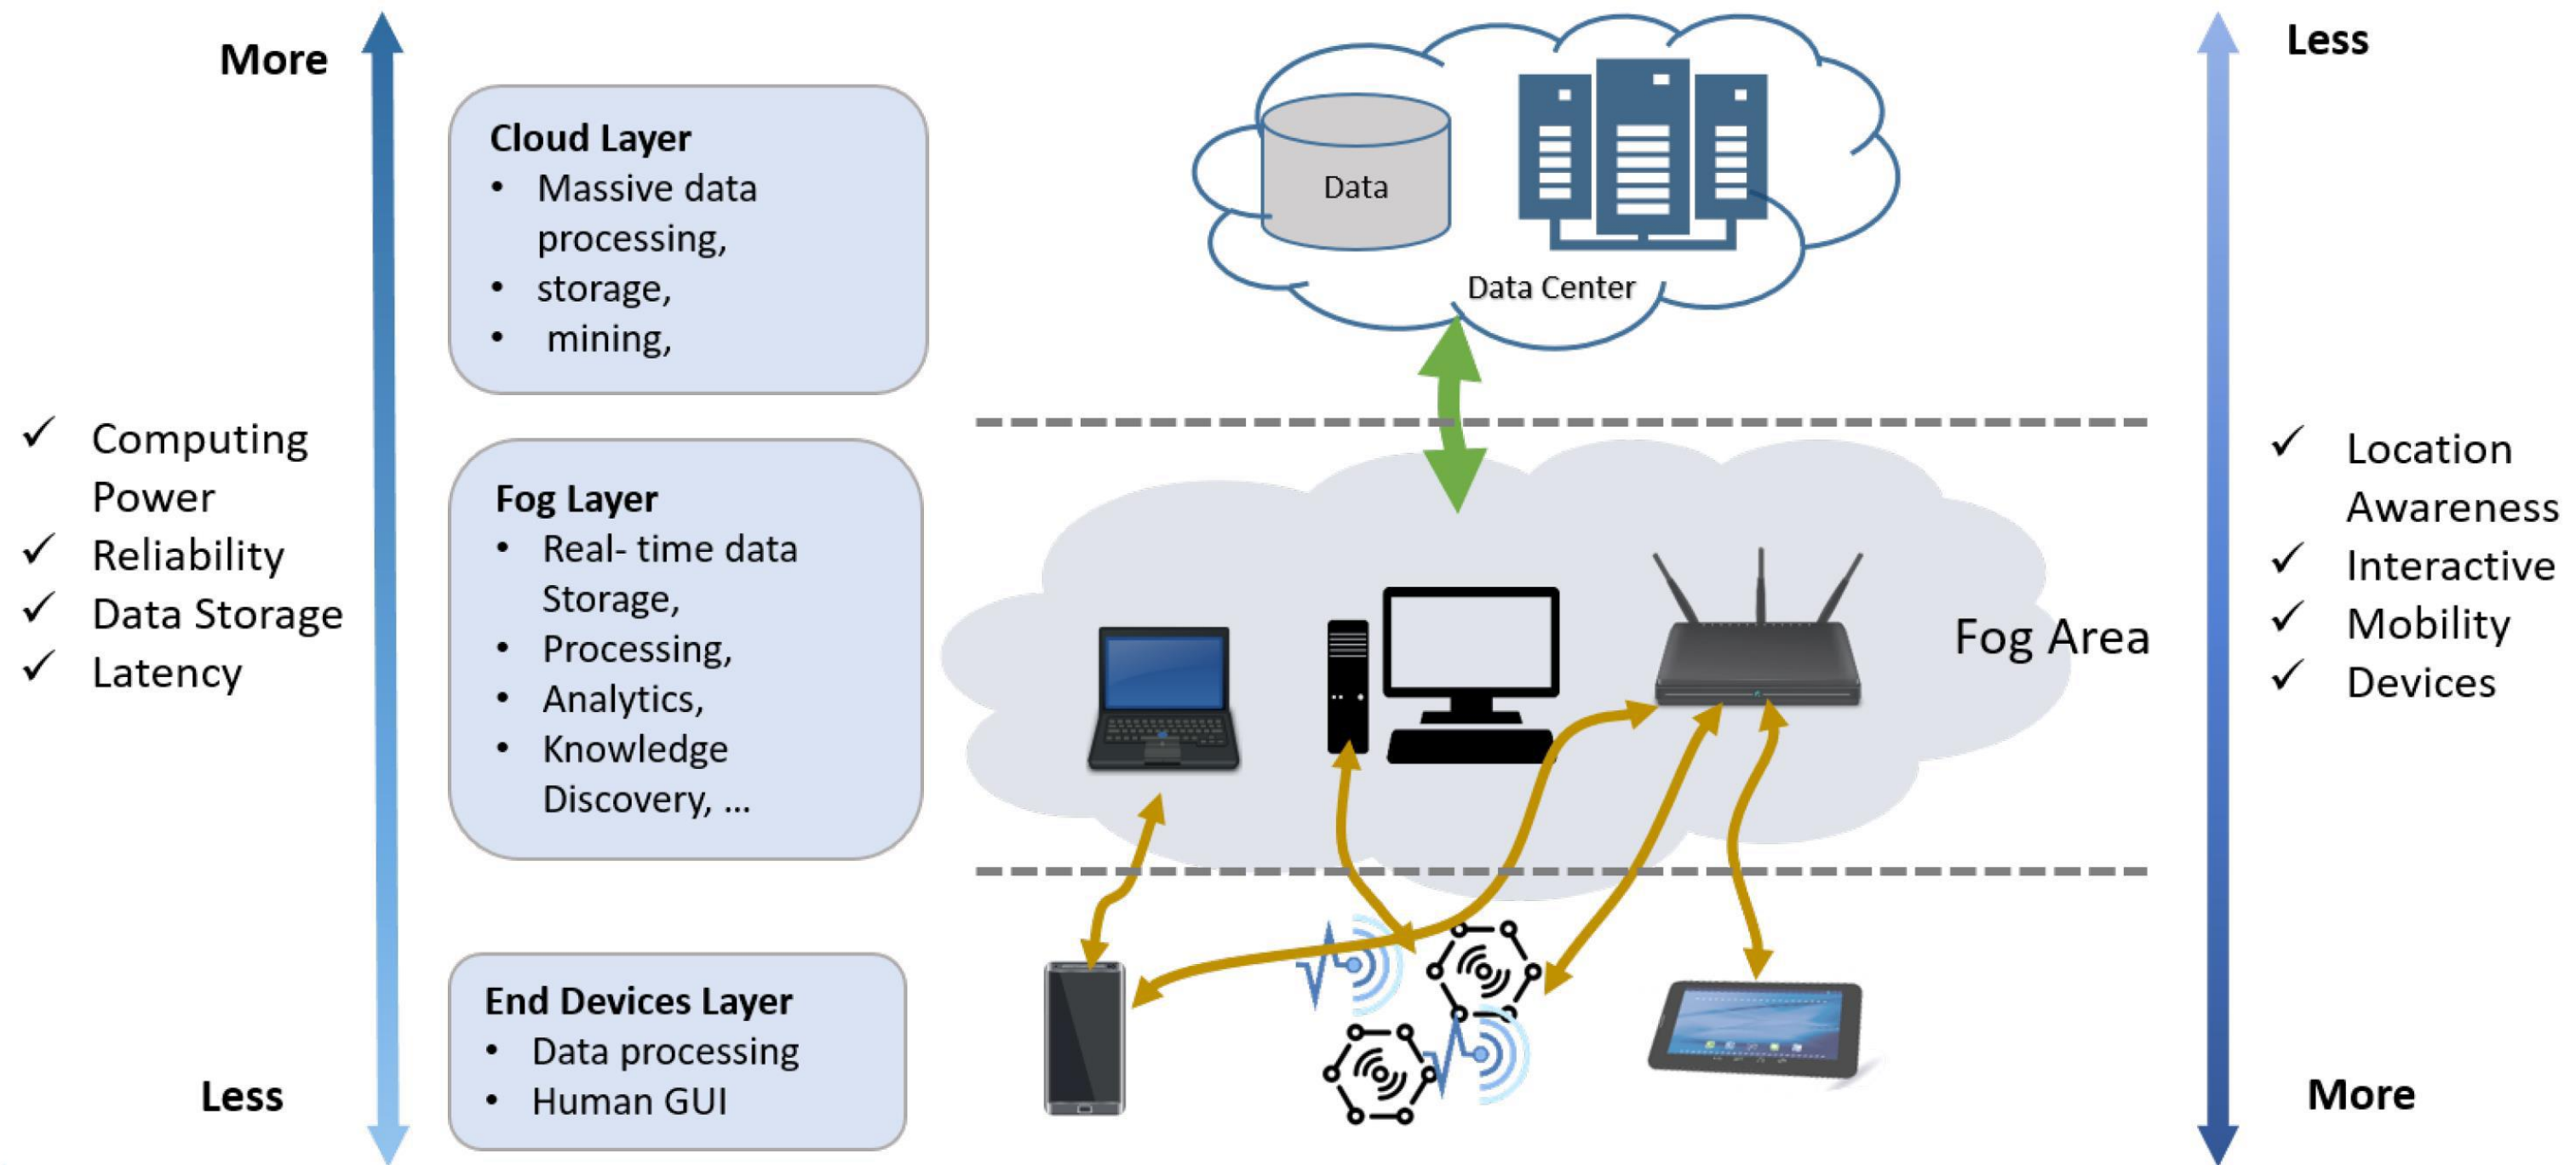 More
Computing
Power
Reliability
Data Storage
Latency
Less
Cloud Layer
• Massive data
processing,
• storage,
• mining,
Fog Layer
• Real- time data
Storage,
• Processing,
• Analytics,
• Knowledge
Discovery, ...
End Devices Layer
• Data processing
• Human GUI
Data
Data Center
Fog Area
Less
Location
Awareness
Interactive
Mobility
Devices
More